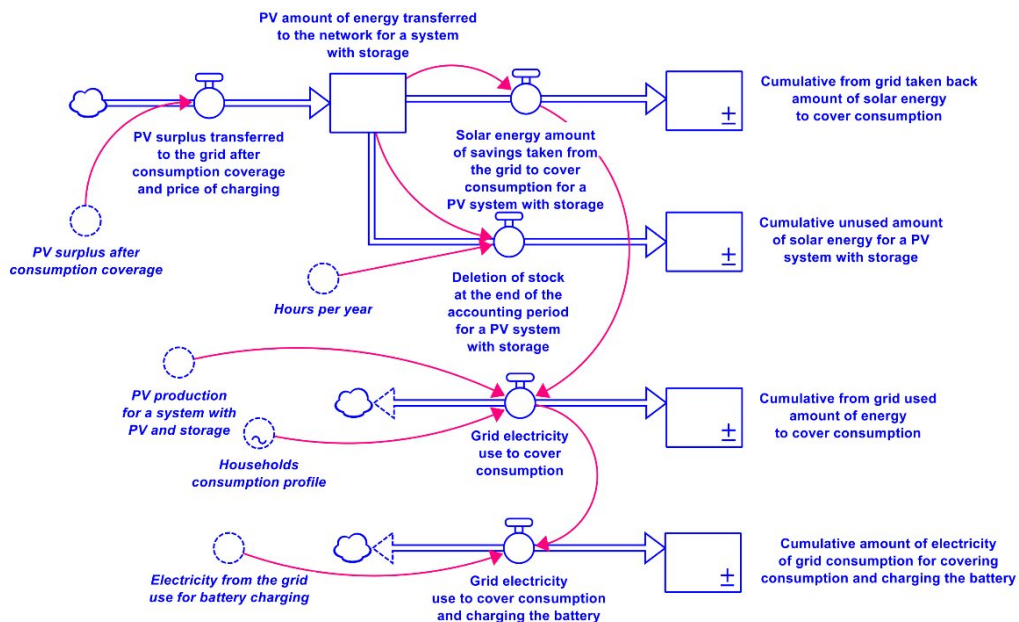 PV amount of energy transferred
to the network for a system
with storage
Cumulative from grid taken back
amount of solar energy
to cover consumption
±
PV surplus transferred
to the grid after
consumption coverage
and price of charging
Solar energy amount
of savings taken from
the grid to cover
consumption for a
PV system with storage
PV surplus after
consumption coverage
Cumulative unused amount
of solar energy for a PV
system with storage
±
Hours per year
Deletion of stock
at the end of the
accounting period
for a PV system
with storage
PV production
for a system with
PV and storage
Cumulative from grid used
amount of energy
to cover consumption
±
Households
consumption profile
Grid electricity
use to cover
consumption
Electricity from the grid
use for battery charging
Grid electricity
use to cover consumption
and charging the battery
Cumulative amount of electricity
of grid consumption for covering
consumption and charging the battery
±